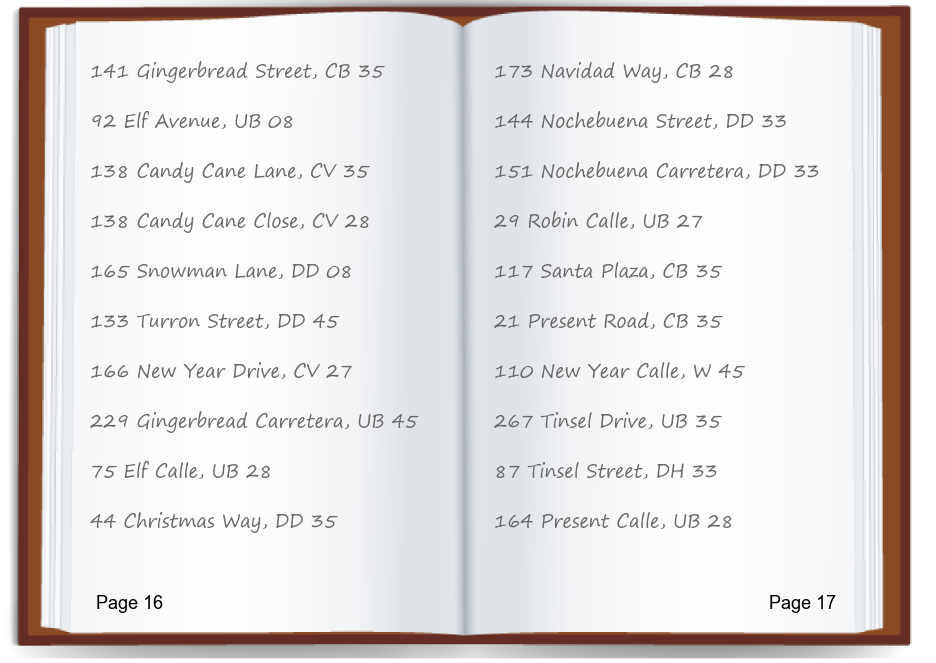 141 Gingerbread Street, CB 35
92 Elf Avenue, UB 08
138 Candy Cane Lane, CV 35
138 Candy Cane Close, CV 28
165 Snowman Lane, DD 08
133 Turron Street, DD 45
166 New Year Drive, CV 27
229 Gingerbread Carretera, UB 45
75 Elf Calle, UB 28
44 Christmas Way, DD 35
Page 16
173 Navidad Way, CB 28
144 Nochebuena Street, DD 33
151 Nochebuena Carretera, DD 33
29 Robin Calle, UB 27
117 Santa Plaza, CB 35
21 Present Road, CB 35
110 New Year Calle, W 45
267 Tinsel Drive, UB 35
87 Tinsel Street, DH 33
164 Present Calle, UB 28
Page 17